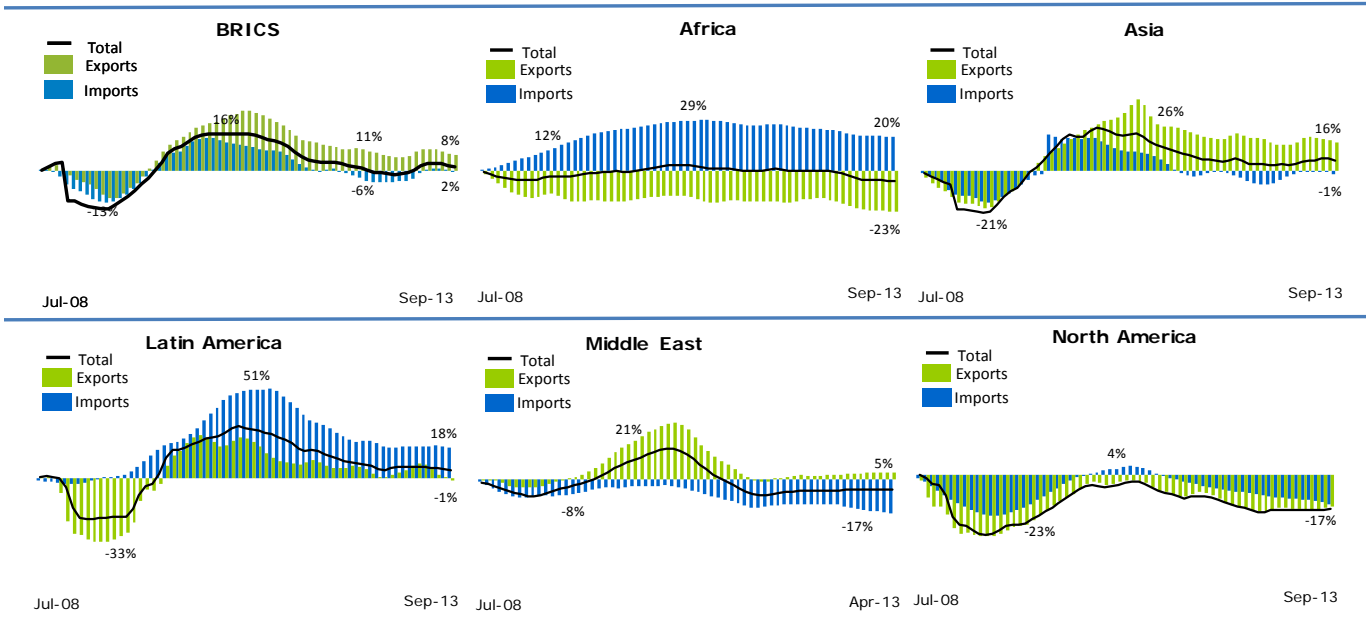 BRICS
Total
Exports
Imports
16%
11%
8%
-13%
-6%
2%
Jul-08
Sep-13
Africa
Total
Exports
Imports
12%
29%
20%
-23%
Jul-08
Sep-13
Asia
Total
Exports
Imports
26%
16%
-21%
-1%
Jul-08
Sep-13
Latin America
Total
Exports
Imports
51%
18%
-1%
-33%
Jul-08
Sep-13
Middle East
Total
Exports
Imports
21%
5%
-8%
-17%
Jul-08
Apr-13
North America
Total
Exports
Imports
4%
-23%
-17%
Jul-08
Sep-13